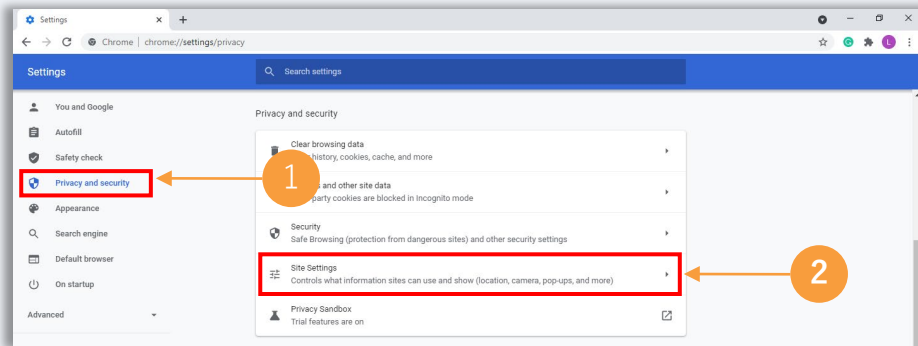 Settings
Chrome | chrome://settings/privacy
L
Settings
Search settings
You and Google
Autofill
Safety check
Privacy and security
Appearance
Search engine
Default browser
On startup
Advanced
Privacy and security
Clear browsing data
history, cookies, cache, and more
1
and other site data
party cookies are blocked in Incognito mode
Security
Safe Browsing (protection from dangerous sites) and other security settings
Site Settings
Controls what information sites can use and show (location, camera, pop-ups, and more)
2
Privacy Sandbox
Trial features are on